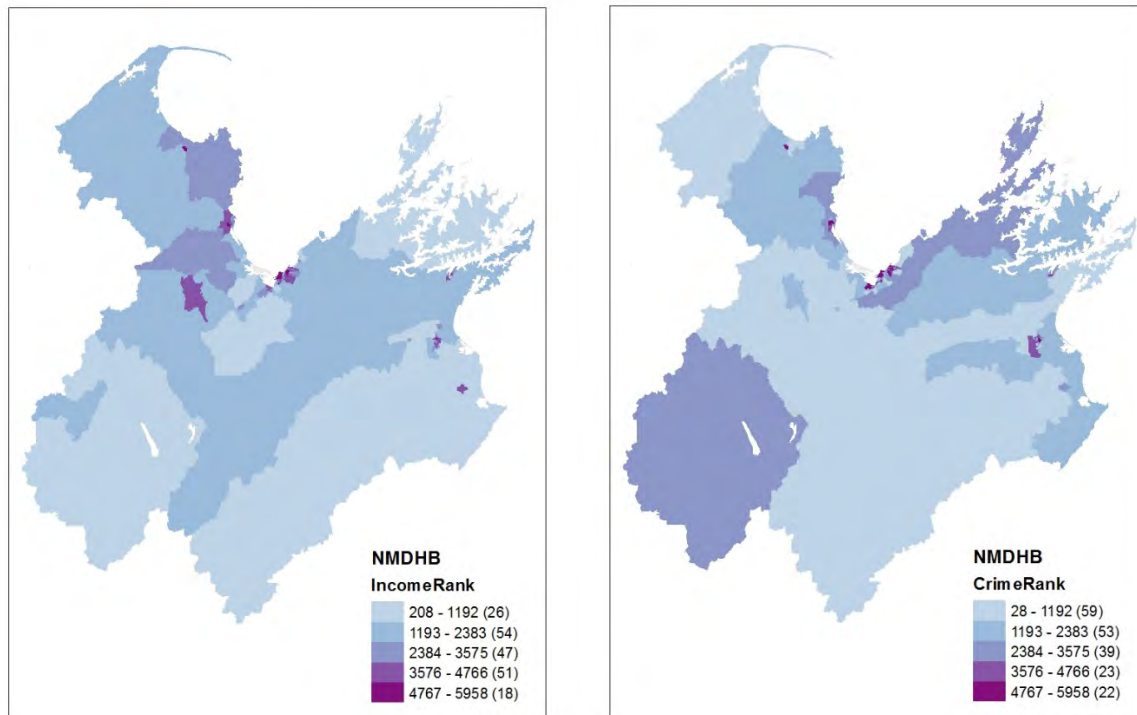 NMDHB
IncomeRank
208 - 1192 (26)
1193 - 2383 (54)
2384 - 3575 (47)
3576 - 4766 (51)
4767 - 5958 (18)
NMDHB
CrimeRank
28 - 1192 (59)
1193 - 2383 (53)
2384 - 3575 (39)
3576 - 4766 (23)
4767 - 5958 (22)